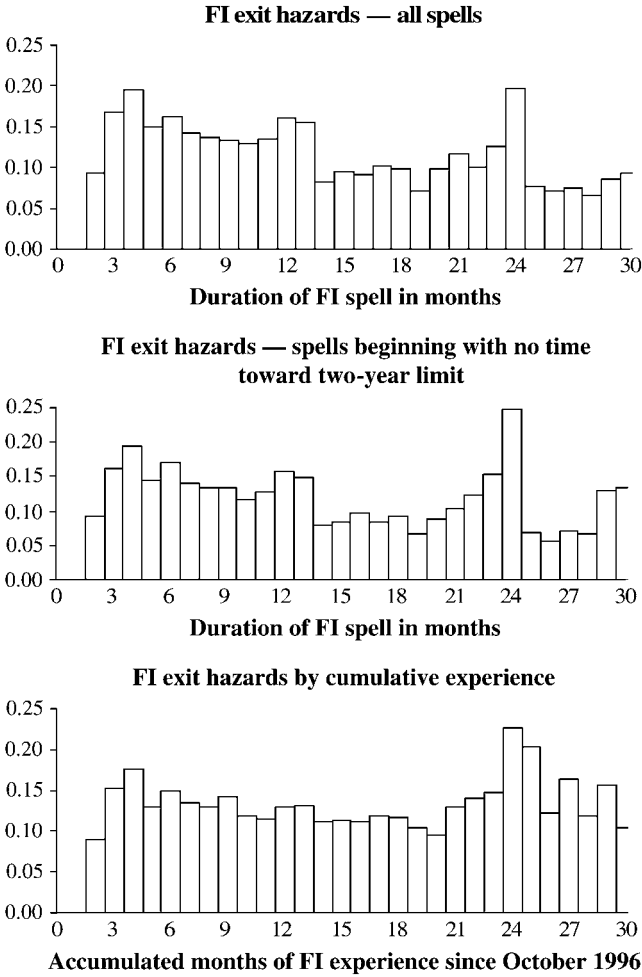 FI exit hazards — all spells
0.25
0.20
0.15
0.10
0.05
0.00
0 3 6 9 12 15 18 21 24 27 30
Duration of FI spell in months
FI exit hazards — spells beginning with no time
toward two-year limit
0.25
0.20
0.15
0.10
0.05
0.00
0 3 6 9 12 15 18 21 24 27 30
Duration of FI spell in months
FI exit hazards by cumulative experience
0.25
0.20
0.15
0.10
0.05
0.00
0 3 6 9 12 15 18 21 24 27 30
Accumulated months of FI experience since October 1996